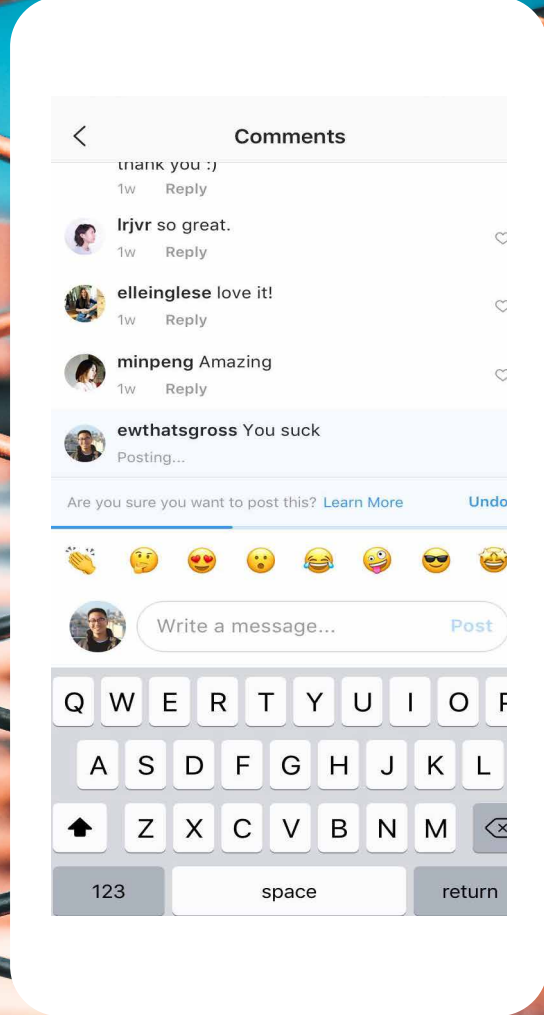 Comments
thank you :)
1w Reply
lrjvr so great.
1w Reply
elleinglese love it!
1w Reply
minpeng Amazing
1w Reply
ewthatsgross You suck
Posting...
Are you sure you want to post this? Learn More Undo
Write a message... Post
Q W E R T Y U I O P
A S D F G H J K L
Z X C V B N M
123 space return